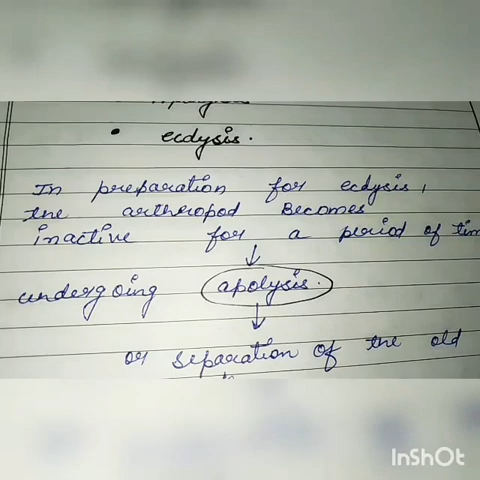 • ecdysis.
In preparation for ecdysis,
the arthropod Becomes
inactive for a period of tim
undergoing apolysis.
or separation of the old
InShOt